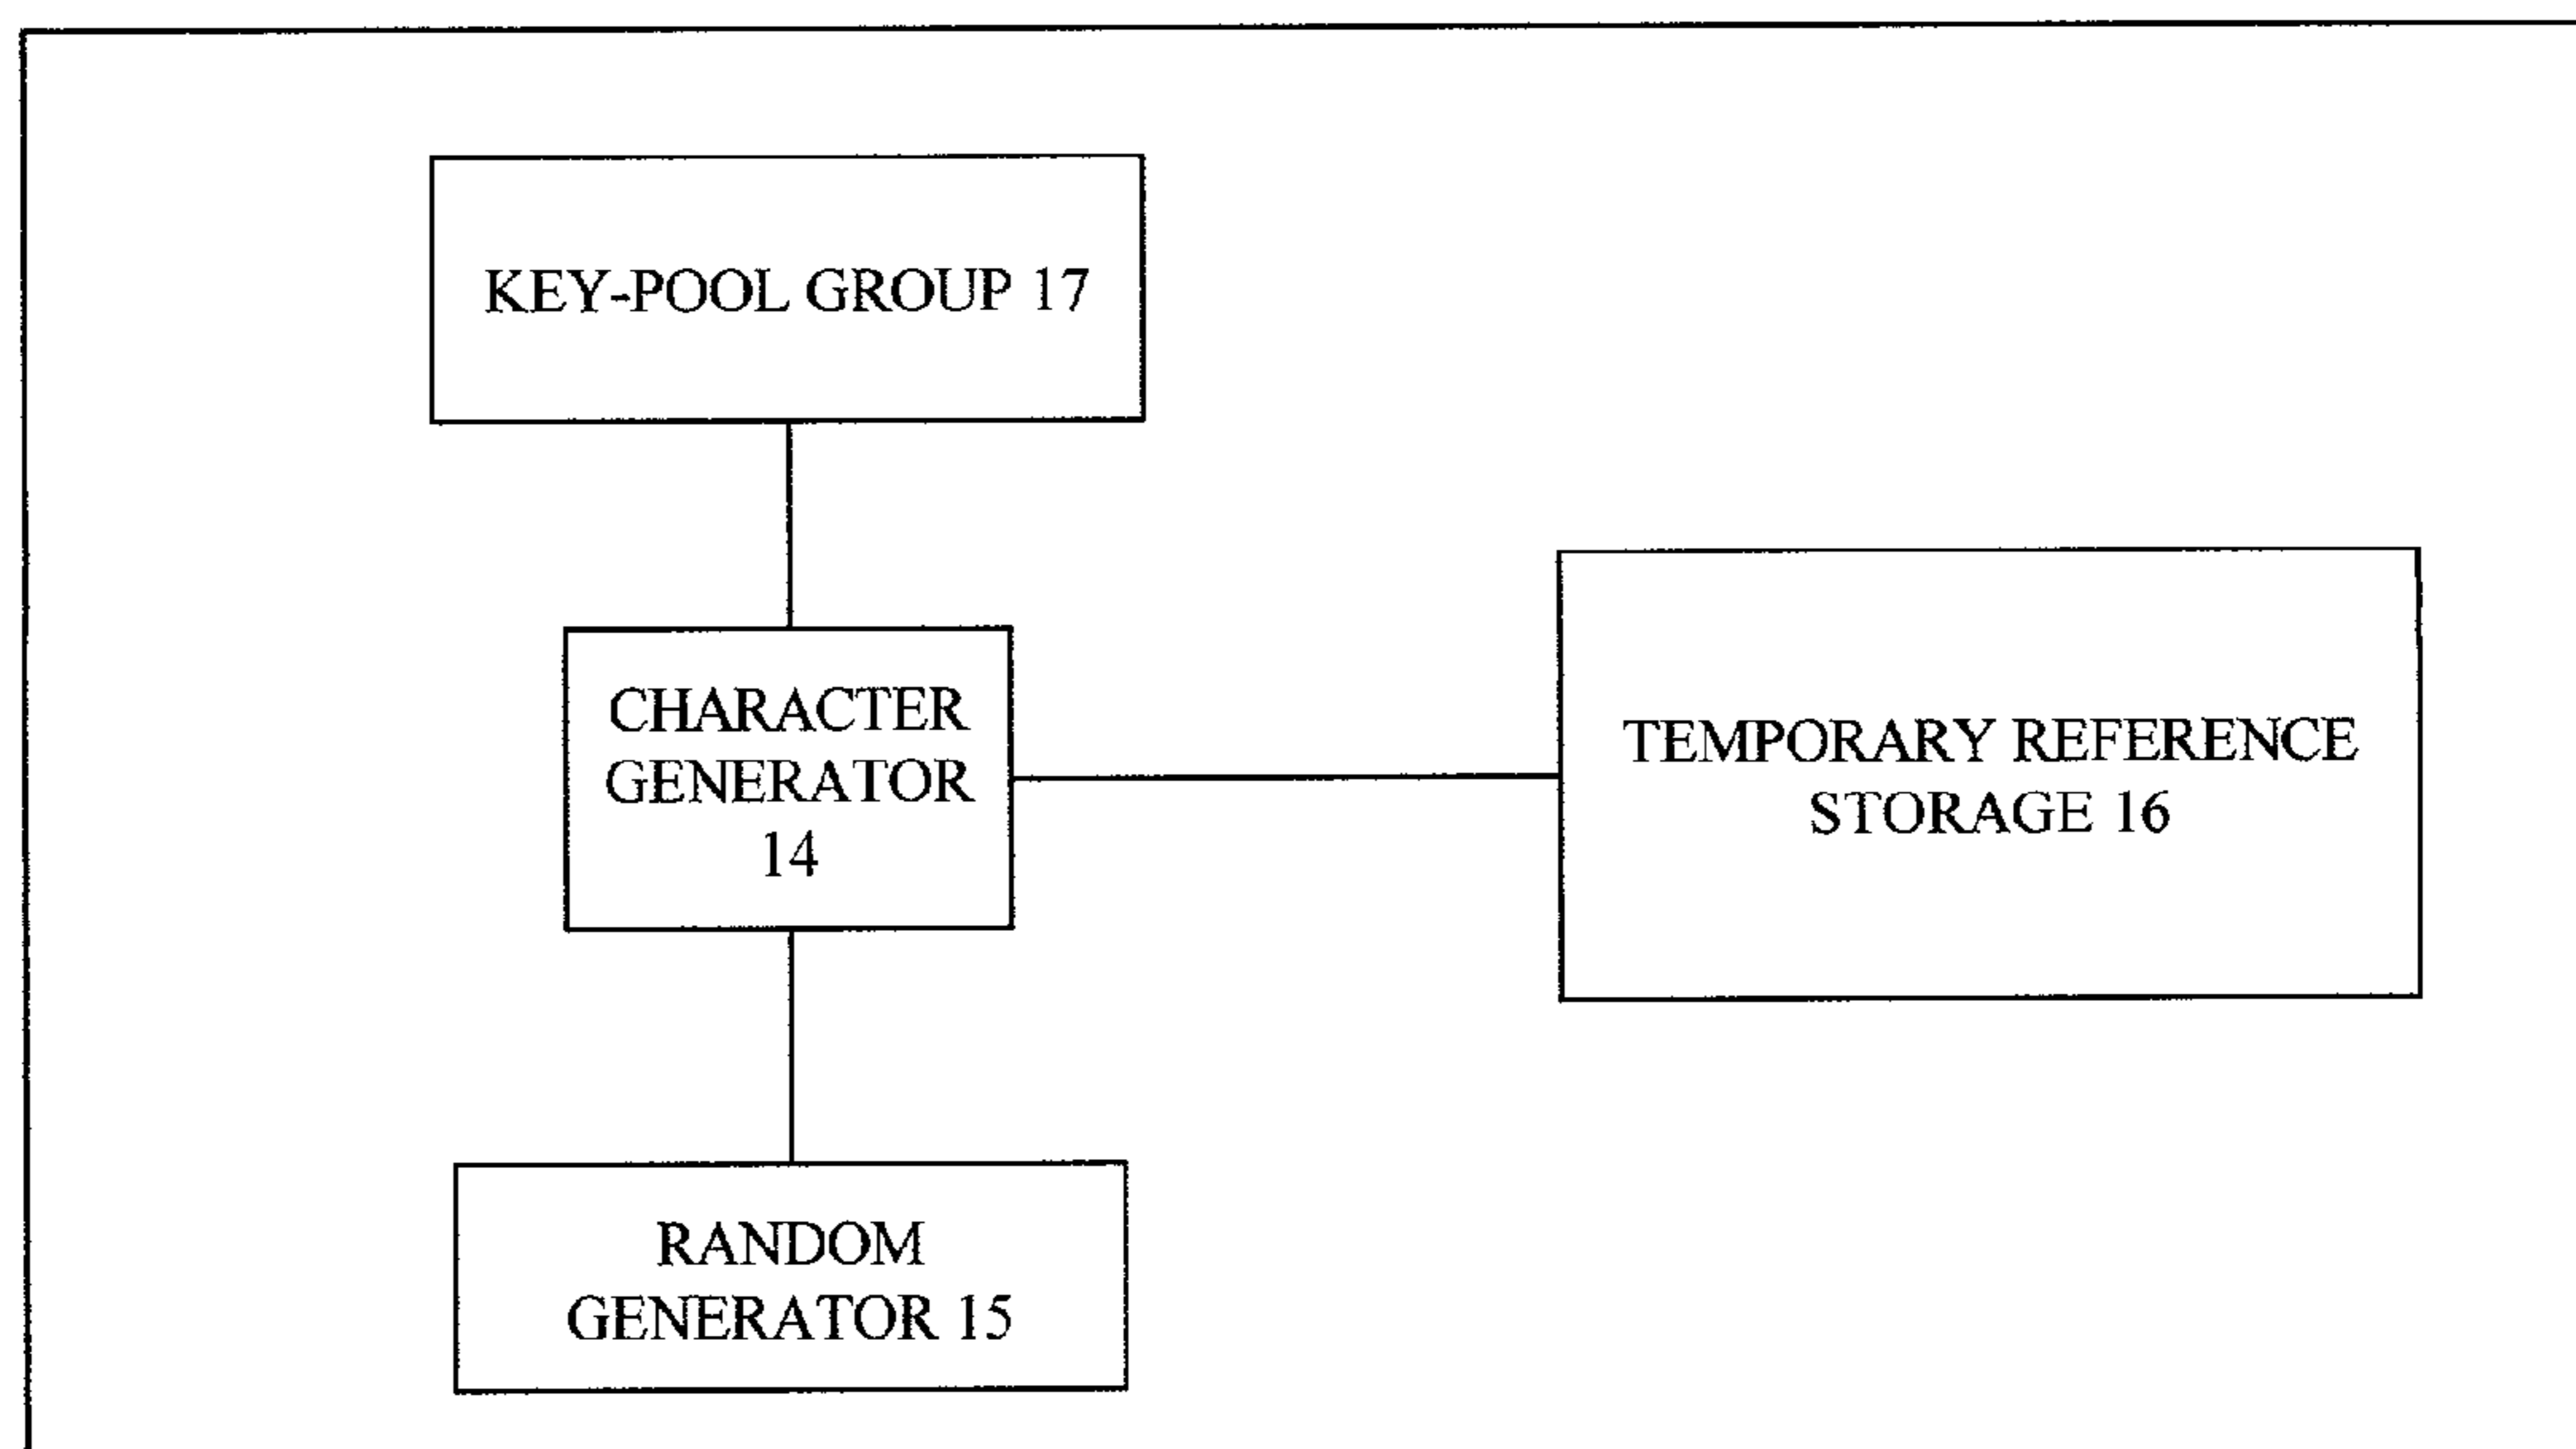 KEY-POOL GROUP 17
CHARACTER
GENERATOR
14
TEMPORARY REFERENCE
STORAGE 16
RANDOM
GENERATOR 15